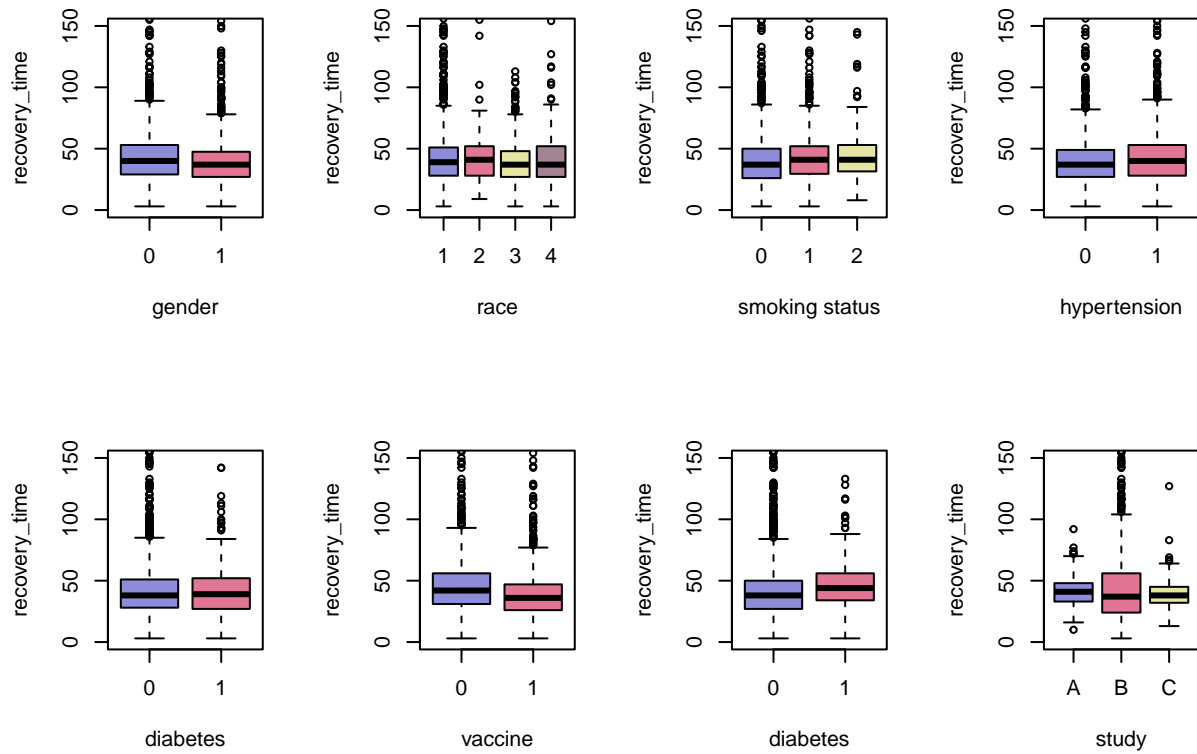 recovery_time
0 50 100 150
0 1
gender
recovery_time
0 50 100 150
1 2 3 4
race
recovery_time
0 50 100 150
0 1 2
smoking status
recovery_time
0 50 100 150
0 1
hypertension
recovery_time
0 50 100 150
0 1
diabetes
recovery_time
0 50 100 150
0 1
vaccine
recovery_time
0 50 100 150
0 1
diabetes
recovery_time
0 50 100 150
A B C
study